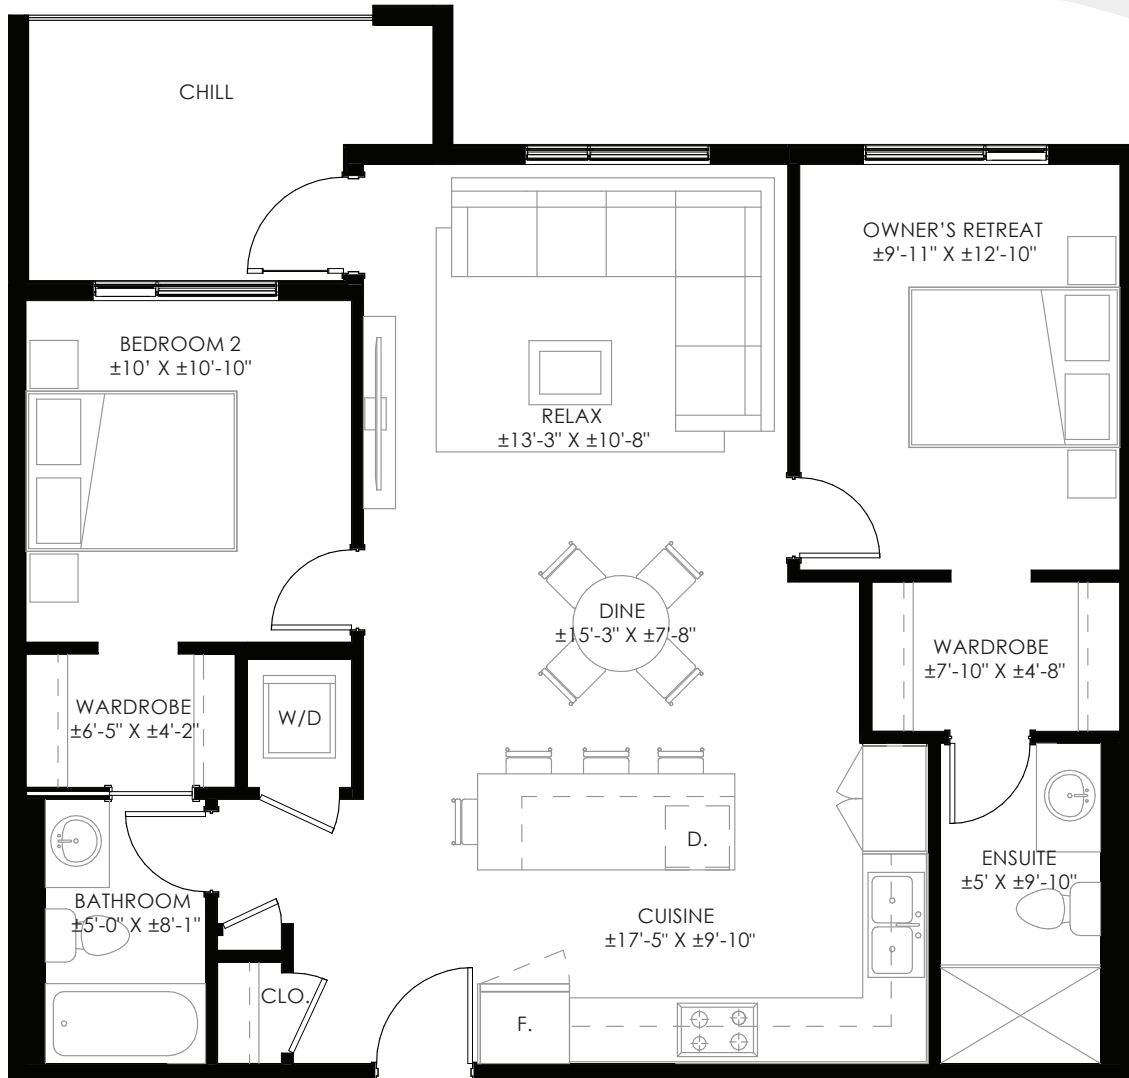 CHILL
OWNER’S RETREAT
±9'-11" X ±12'-10"
BEDROOM 2
±10’ X ±10'-10"
RELAX
±13'-3" X ±10'-8"
DINE
±15'-3" X ±7'-8"
WARDROBE
±7'-10" X ±4'-8"
WARDROBE
±6'-5" X ±4'-2"
W/D
D.
ENSUITE
±5' X ±9'-10"
BATHROOM
±5'-0" X ±8'-1"
CUISINE
±17'-5" X ±9'-10"
CLO.
F.